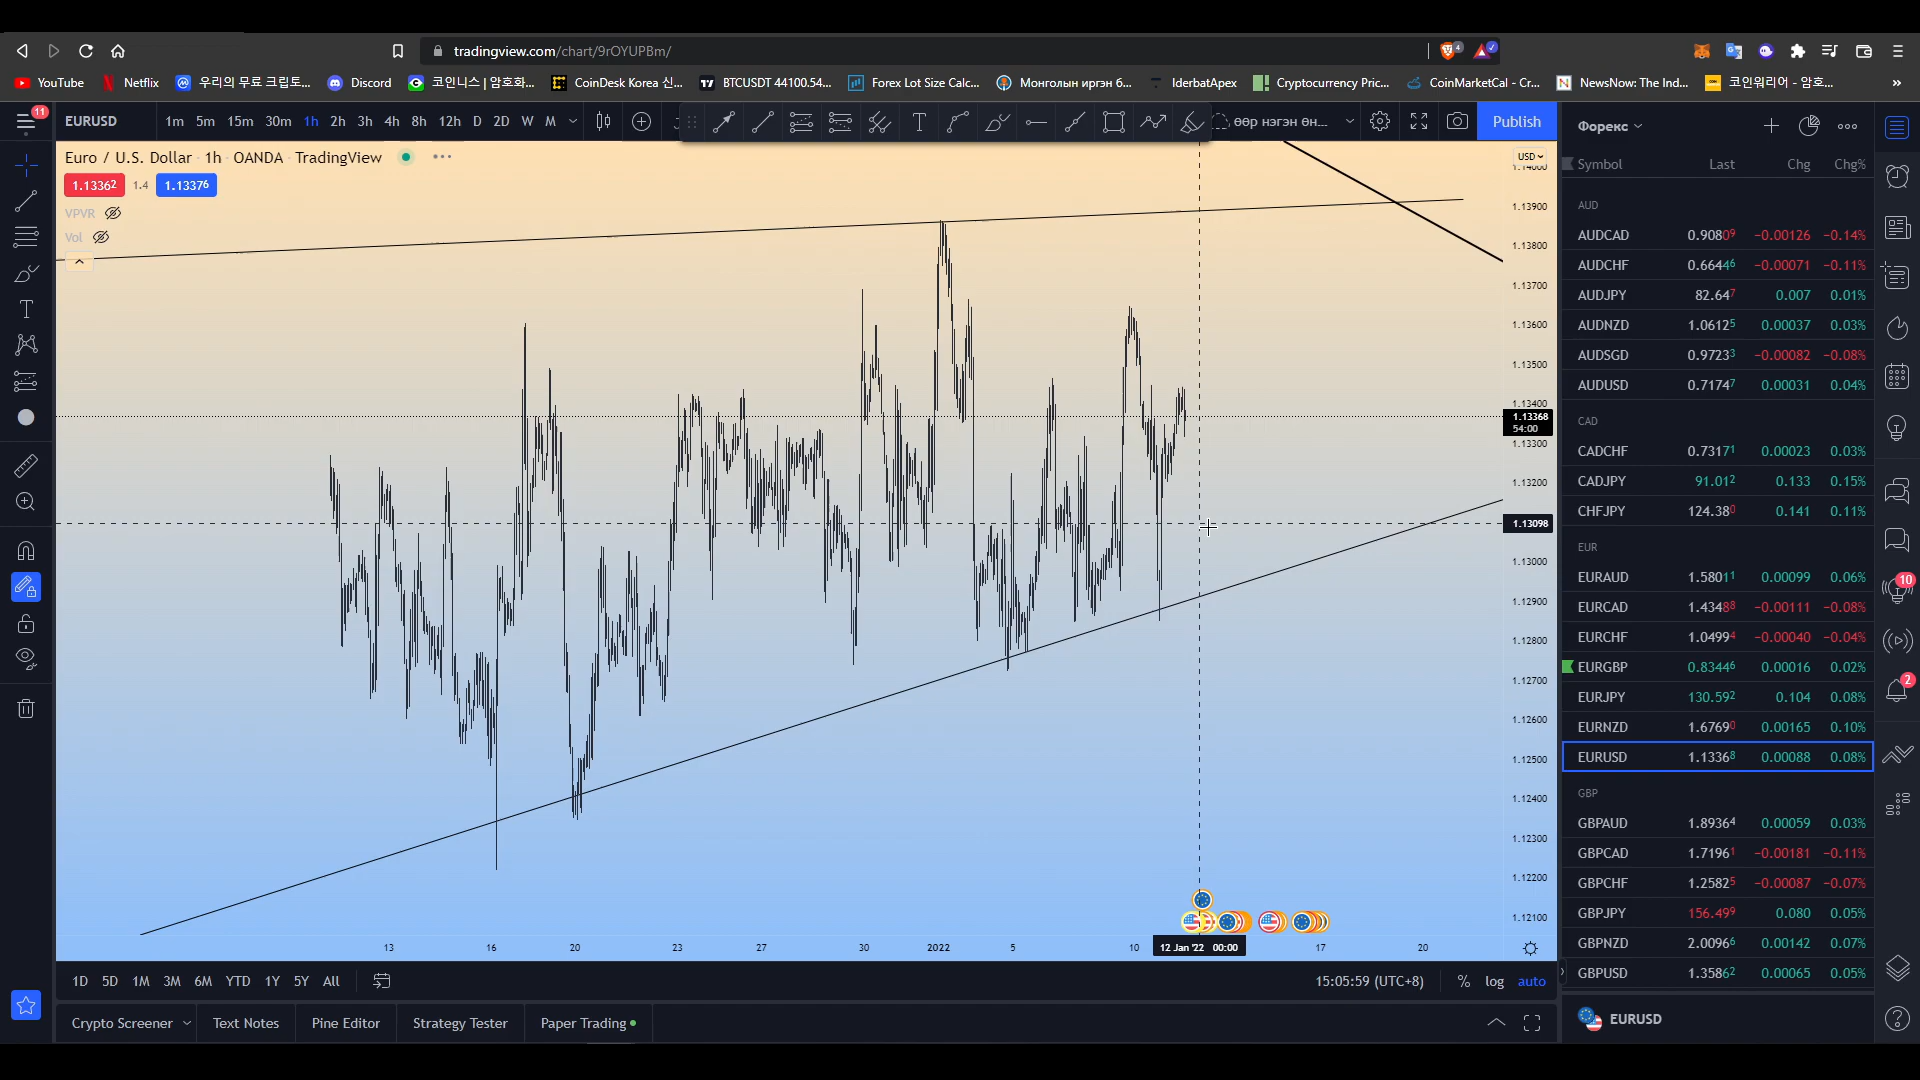 tradingview.com/chart/9rOYUPBm/
4
YouTube Netflix 우리의 무료 크립토... Discord 코인니스 | 암호화... CoinDesk Korea 신... BTCUSDT 44100.54... Forex Lot Size Calc... Монголын иргэн б... IderbatApex Cryptocurrency Pric... CoinMarketCal - Cr... NewsNow: The Ind... 코인워리어 - 암호... »
11
EURUSD 1m 5m 15m 30m 1h 2h 3h 4h 8h 12h D 2D W M өөр нэгэн өн... Publish
Euro / U.S. Dollar · 1h · OANDA · TradingView
1.13362 1.4 1.13376
VPVR
Vol
USD
1.14000
1.13900
1.13800
1.13700
1.13600
1.13500
1.13400
1.13368
54:00
1.13300
1.13200
1.13098
1.13000
1.12900
1.12800
1.12700
1.12600
1.12500
1.12400
1.12300
1.12200
1.12100
13 16 20 23 27 30 2022 5 10 12 Jan '22 00:00 17 20
1D 5D 1M 3M 6M YTD 1Y 5Y All 15:05:59 (UTC+8) % log auto
Crypto Screener Text Notes Pine Editor Strategy Tester Paper Trading
Форекс
Symbol Last Chg Chg%
AUD
AUDCAD 0.90809 −0.00126 −0.14%
AUDCHF 0.66446 −0.00071 −0.11%
AUDJPY 82.647 0.007 0.01%
AUDNZD 1.06125 0.00037 0.03%
AUDSGD 0.97233 −0.00082 −0.08%
AUDUSD 0.71747 0.00031 0.04%
CAD
CADCHF 0.73171 0.00023 0.03%
CADJPY 91.012 0.133 0.15%
CHFJPY 124.380 0.141 0.11%
EUR
EURAUD 1.58011 0.00099 0.06%
EURCAD 1.43488 −0.00111 −0.08%
EURCHF 1.04994 −0.00040 −0.04%
EURGBP 0.83446 0.00016 0.02%
EURJPY 130.592 0.104 0.08%
EURNZD 1.67690 0.00165 0.10%
EURUSD 1.13368 0.00088 0.08%
GBP
GBPAUD 1.89364 0.00059 0.03%
GBPCAD 1.71961 −0.00181 −0.11%
GBPCHF 1.25825 −0.00087 −0.07%
GBPJPY 156.499 0.080 0.05%
GBPNZD 2.00966 0.00142 0.07%
GBPUSD 1.35862 0.00065 0.05%
EURUSD
10
2